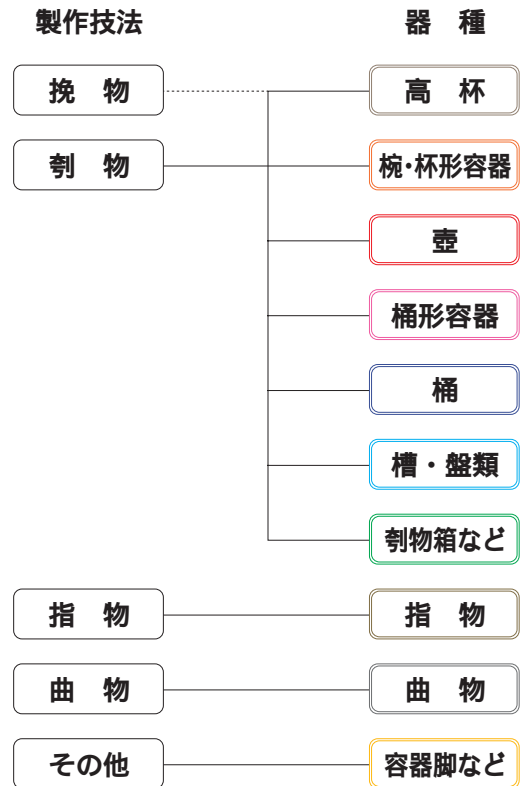 製作技法 器 種
挽 物 高 杯
刳 物 椀・杯形容器
壺
桶形容器
桶
槽・盤類
刳物箱など
指 物 指 物
曲 物 曲 物
その他 容器脚など